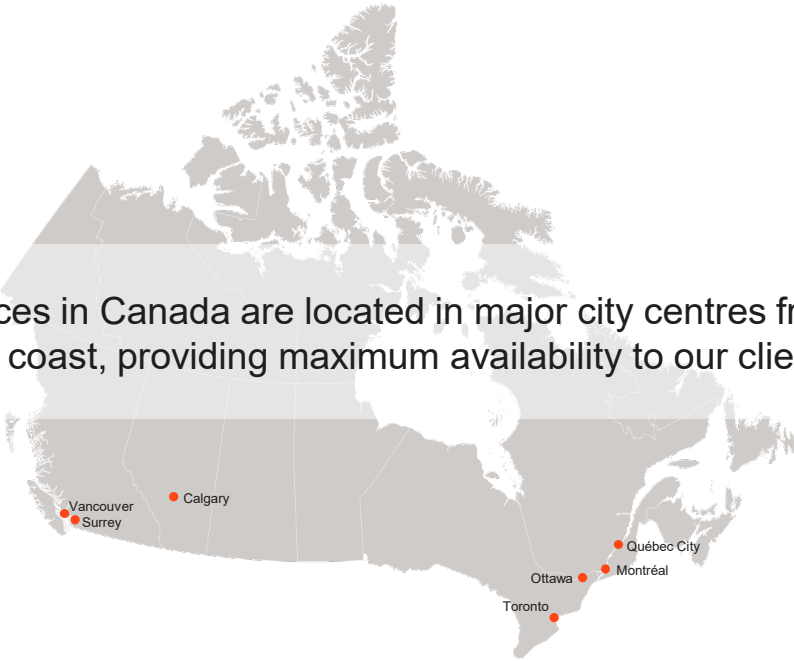 ces in Canada are located in major city centres fr
coast, providing maximum availability to our clie
Calgary
Vancouver
Surrey
Québec City
Montréal
Ottawa
Toronto